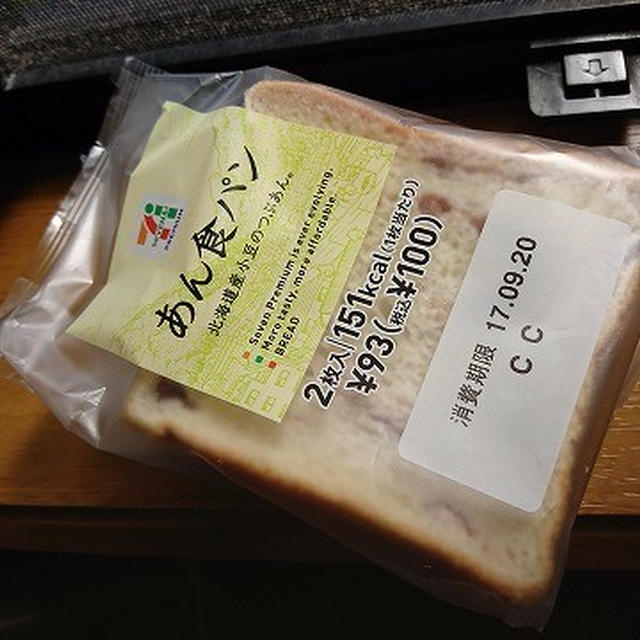 あん食パン
北海道産小豆のつぶあん。
Seven Premium is ever evolving.
More tasty, more affordable.
BREAD
2枚入/151kcal(1枚当たり)
¥93(税込¥100)
消費期限 17.09.20
CC